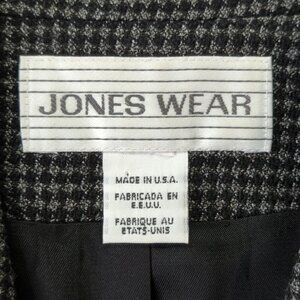 JONES WEAR
MADE IN U.S.A.
FABRICADA EN
E.E.U.U.
FABRIQUE AU
ETATS-UNIS